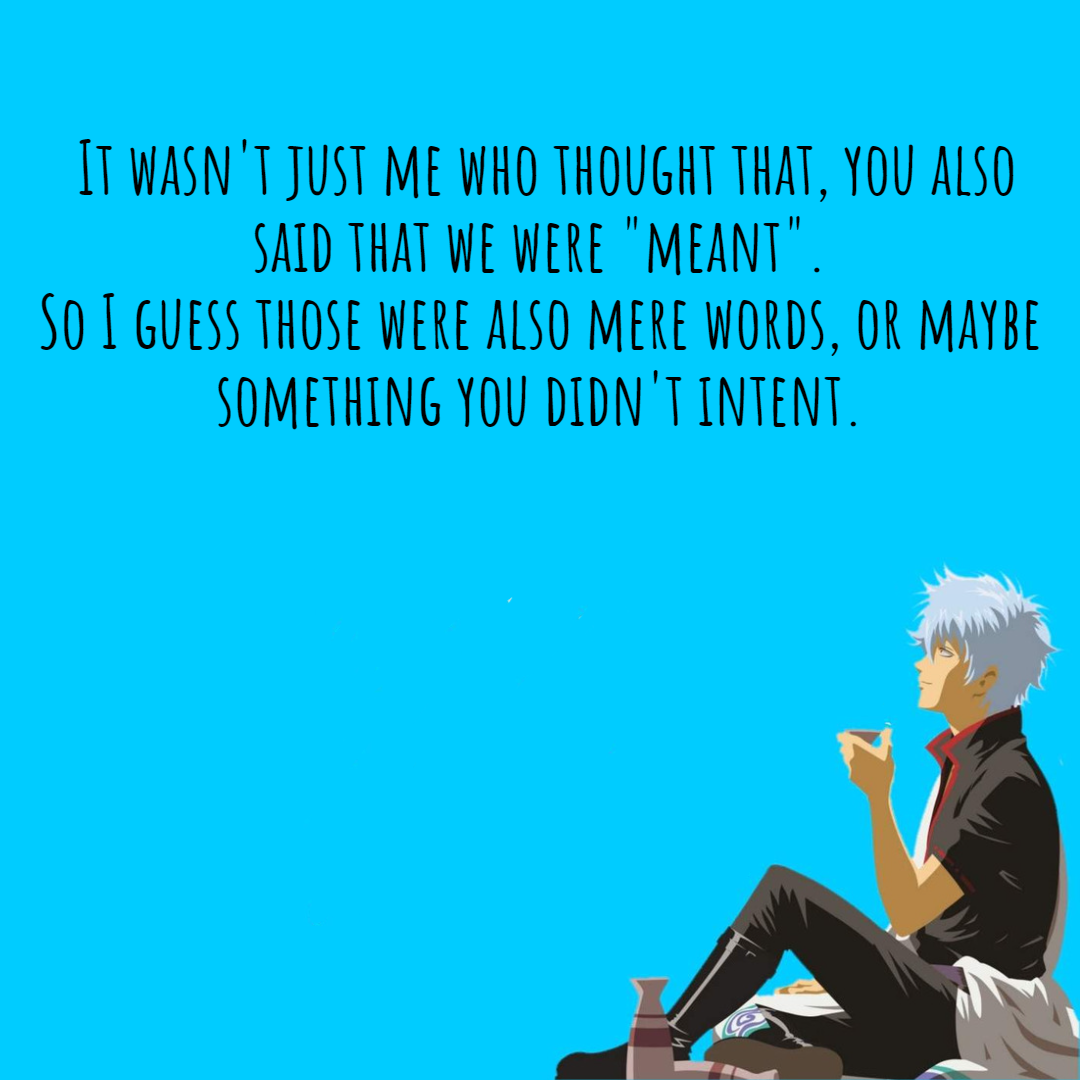 It wasn't just me who thought that, you also
said that we were "meant".
So I guess those were also mere words, or maybe
something you didn't intent.